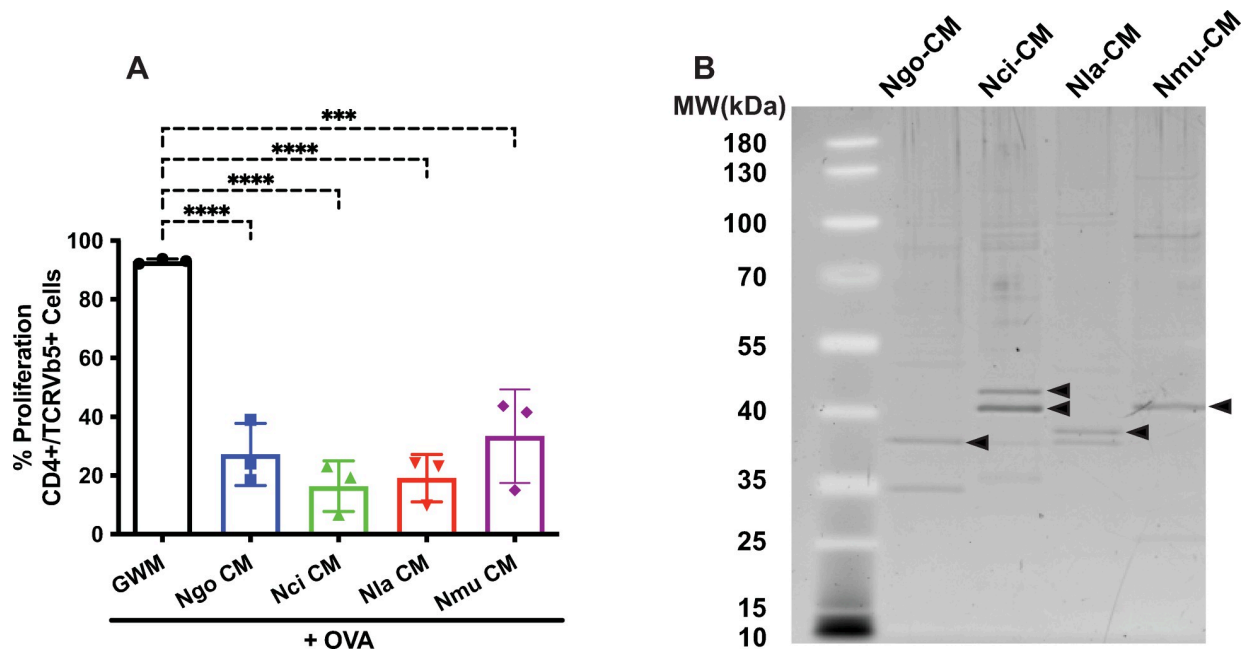 A
***
****
****
****
% Proliferation
CD4+/TCRVb5+ Cells
100
80
60
40
20
0
GWM
Ngo CM
Nci CM
Nla CM
Nmu CM
+ OVA
B
MW(kDa)
Ngo-CM
Nci-CM
Nla-CM
Nmu-CM
180
130
100
70
55
40
35
25
15
10